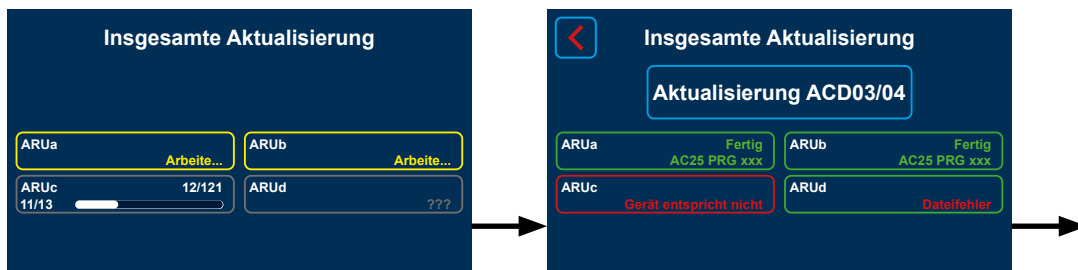 Insgesamte Aktualisierung
ARUa
Arbeite...
ARUb
Arbeite...
ARUc 12/121
11/13
ARUd
???
Insgesamte Aktualisierung
Aktualisierung ACD03/04
ARUa Fertig
AC25 PRG xxx
ARUb Fertig
AC25 PRG xxx
ARUc
Gerät entspricht nicht
ARUd
Dateifehler